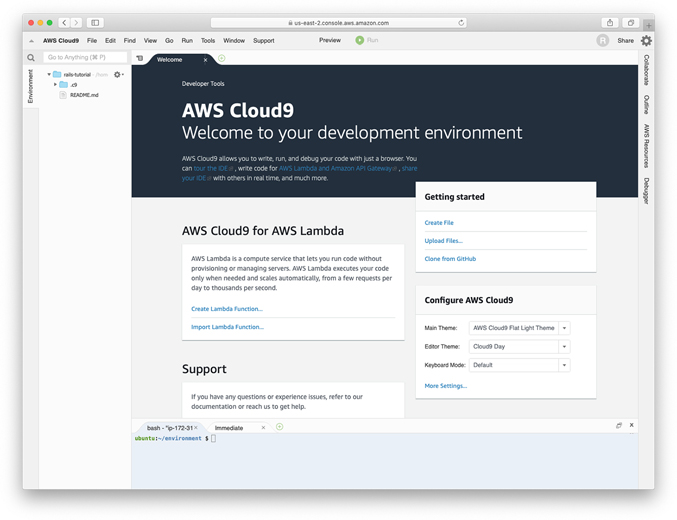 us-east-2.console.aws.amazon.com
AWS Cloud9 File Edit Find View Go Run Tools Window Support Preview Run R Share
Go to Anything (⌘ P)
Welcome
Environment
rails-tutorial
.c9
README.md
Developer Tools
AWS Cloud9
Welcome to your development environment
AWS Cloud9 allows you to write, run, and debug your code with just a browser. You
can tour the IDE, write code for AWS Lambda and Amazon API Gateway, share
your IDE with others in real time, and much more.
Getting started
Create File
Upload Files...
Clone from GitHub
AWS Cloud9 for AWS Lambda
AWS Lambda is a compute service that lets you run code without
provisioning or managing servers. AWS Lambda executes your code
only when needed and scales automatically, from a few requests per
day to thousands per second.
Create Lambda Function...
Import Lambda Function...
Configure AWS Cloud9
Main Theme: AWS Cloud9 Flat Light Theme
Editor Theme: Cloud9 Day
Keyboard Mode: Default
More Settings...
Support
If you have any questions or experience issues, refer to our
documentation or reach us to get help.
Collaborate
Outline
AWS Resources
Debugger
bash - "ip-172-31 Immediate
ubuntu:~/environment $